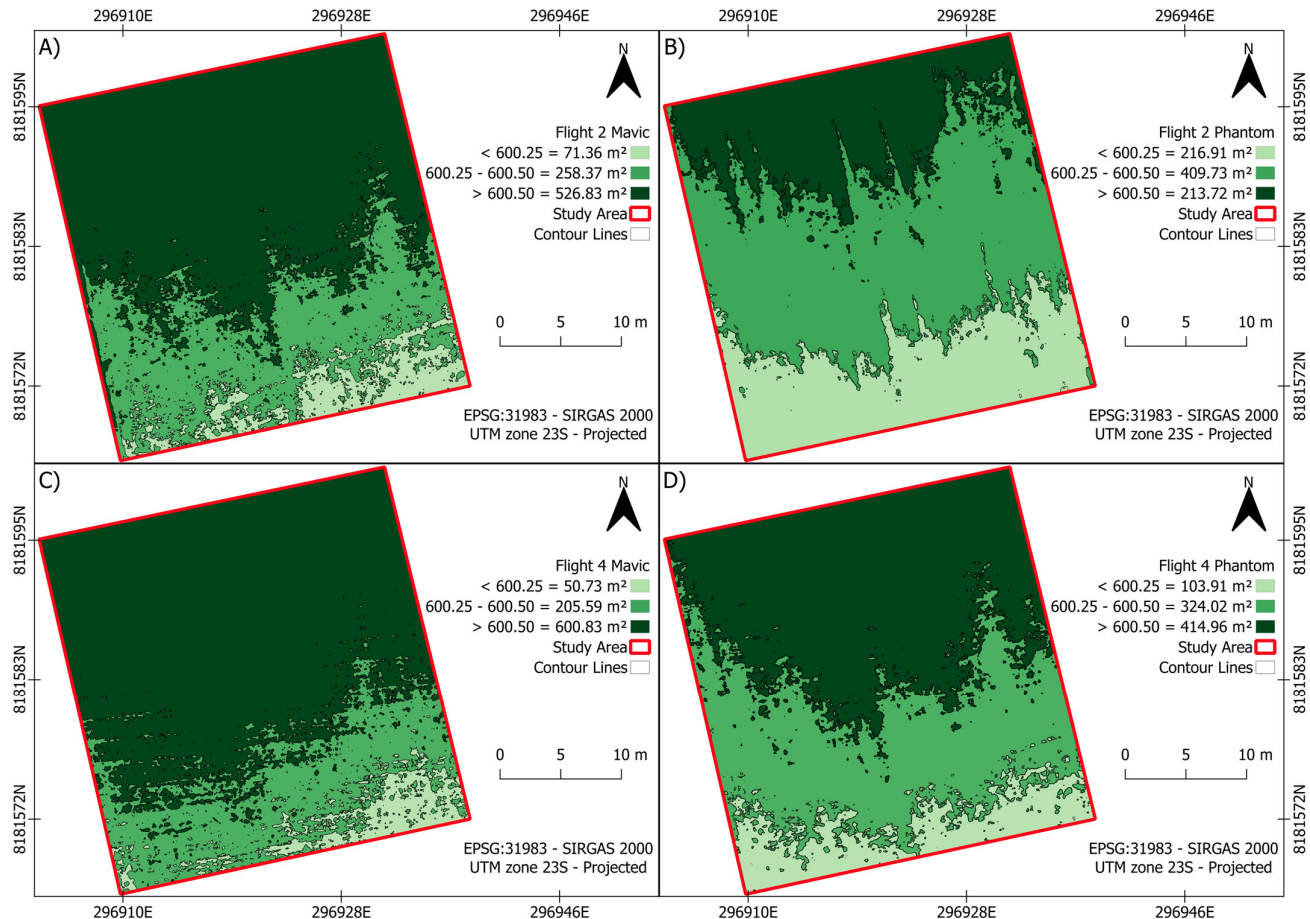 296910E 296928E 296946E 296910E 296928E 296946E
A)
N
8181595N
Flight 2 Mavic
< 600.25 = 71.36 m²
600.25 - 600.50 = 258.37 m²
> 600.50 = 526.83 m²
Study Area
Contour Lines
8181583N
0 5 10 m
8181572N
EPSG:31983 - SIRGAS 2000
UTM zone 23S - Projected
B)
N
8181595N
Flight 2 Phantom
< 600.25 = 216.91 m²
600.25 - 600.50 = 409.73 m²
> 600.50 = 213.72 m²
Study Area
Contour Lines
8181583N
0 5 10 m
8181572N
EPSG:31983 - SIRGAS 2000
UTM zone 23S - Projected
C)
N
8181595N
Flight 4 Mavic
< 600.25 = 50.73 m²
600.25 - 600.50 = 205.59 m²
> 600.50 = 600.83 m²
Study Area
Contour Lines
8181583N
0 5 10 m
8181572N
EPSG:31983 - SIRGAS 2000
UTM zone 23S - Projected
D)
N
8181595N
Flight 4 Phantom
< 600.25 = 103.91 m²
600.25 - 600.50 = 324.02 m²
> 600.50 = 414.96 m²
Study Area
Contour Lines
8181583N
0 5 10 m
8181572N
EPSG:31983 - SIRGAS 2000
UTM zone 23S - Projected
296910E 296928E 296946E 296910E 296928E 296946E